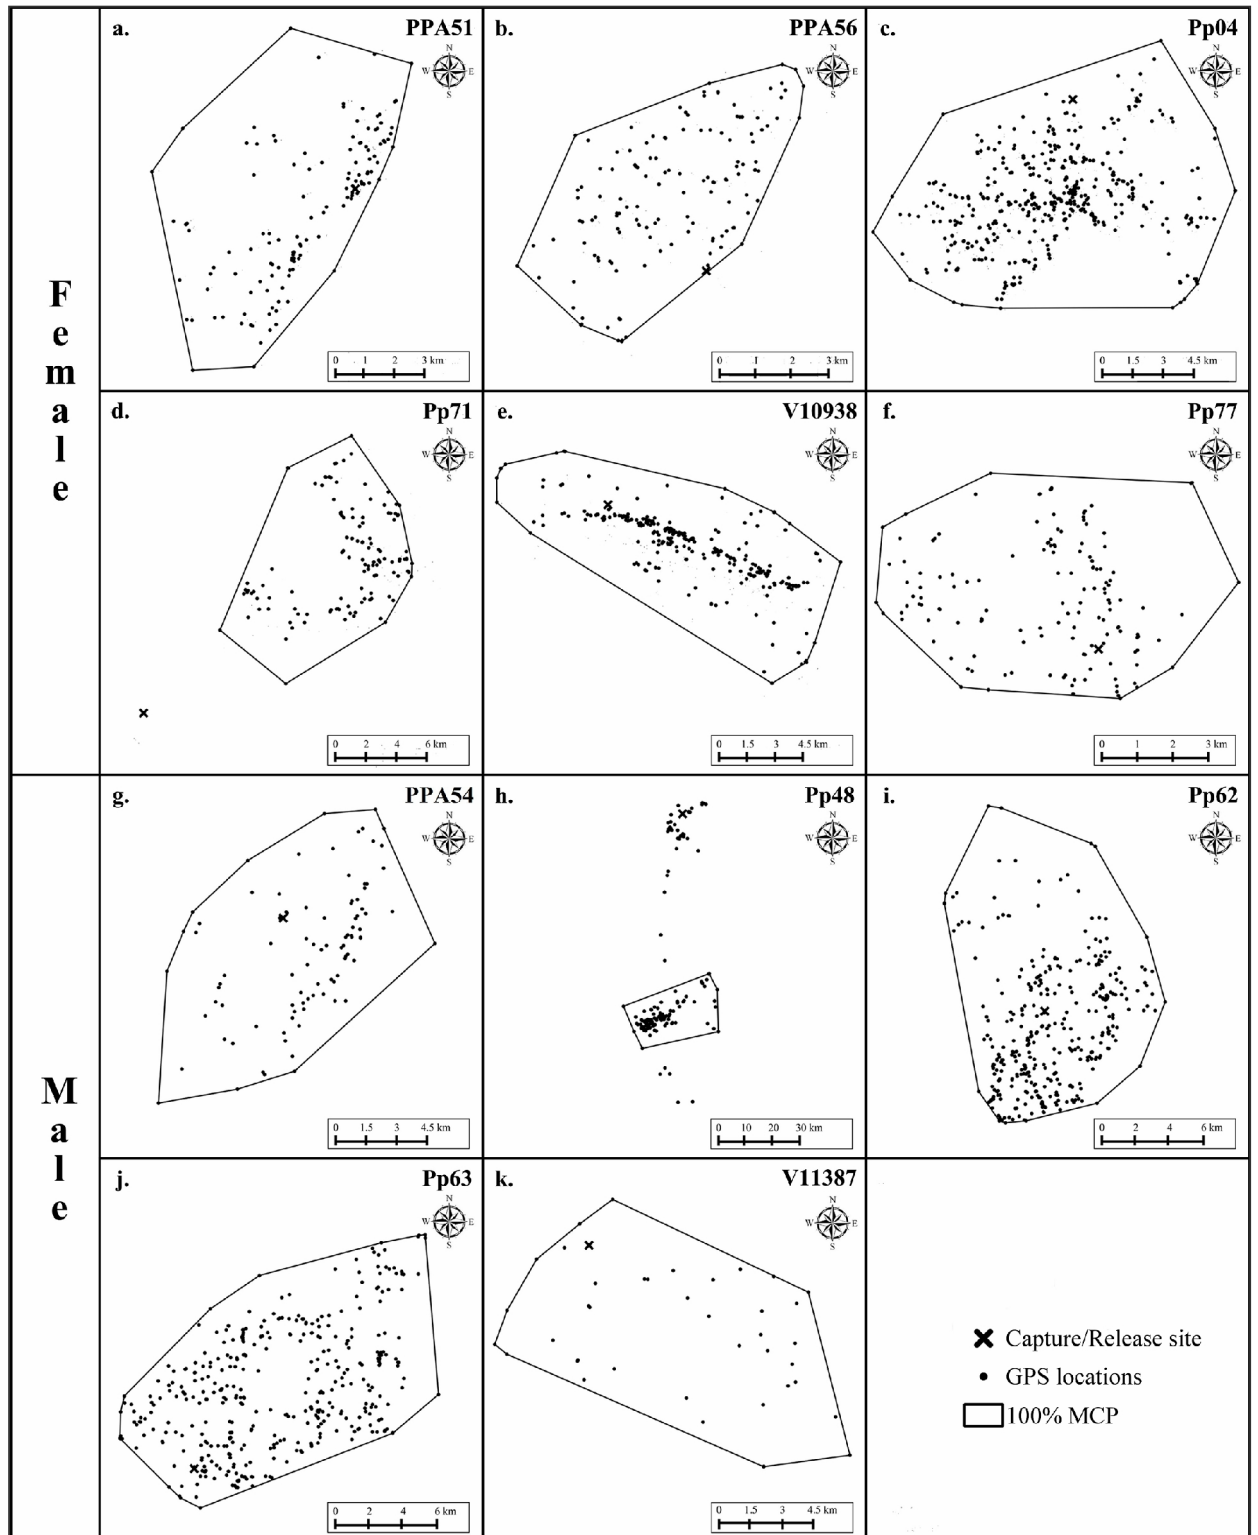 a. PPA51
N
W E
S
0 1 2 3 km
b. PPA56
N
W E
S
0 1 2 3 km
c. Pp04
N
W E
S
0 1.5 3 4.5 km
d. Pp71
N
W E
S
0 2 4 6 km
e. V10938
N
W E
S
0 1.5 3 4.5 km
f. Pp77
N
W E
S
0 1 2 3 km
Female
g. PPA54
N
W E
S
0 1.5 3 4.5 km
h. Pp48
N
W E
S
0 10 20 30 km
i. Pp62
N
W E
S
0 2 4 6 km
j. Pp63
N
W E
S
0 2 4 6 km
k. V11387
N
W E
S
0 1.5 3 4.5 km
Male
Capture/Release site
GPS locations
100% MCP